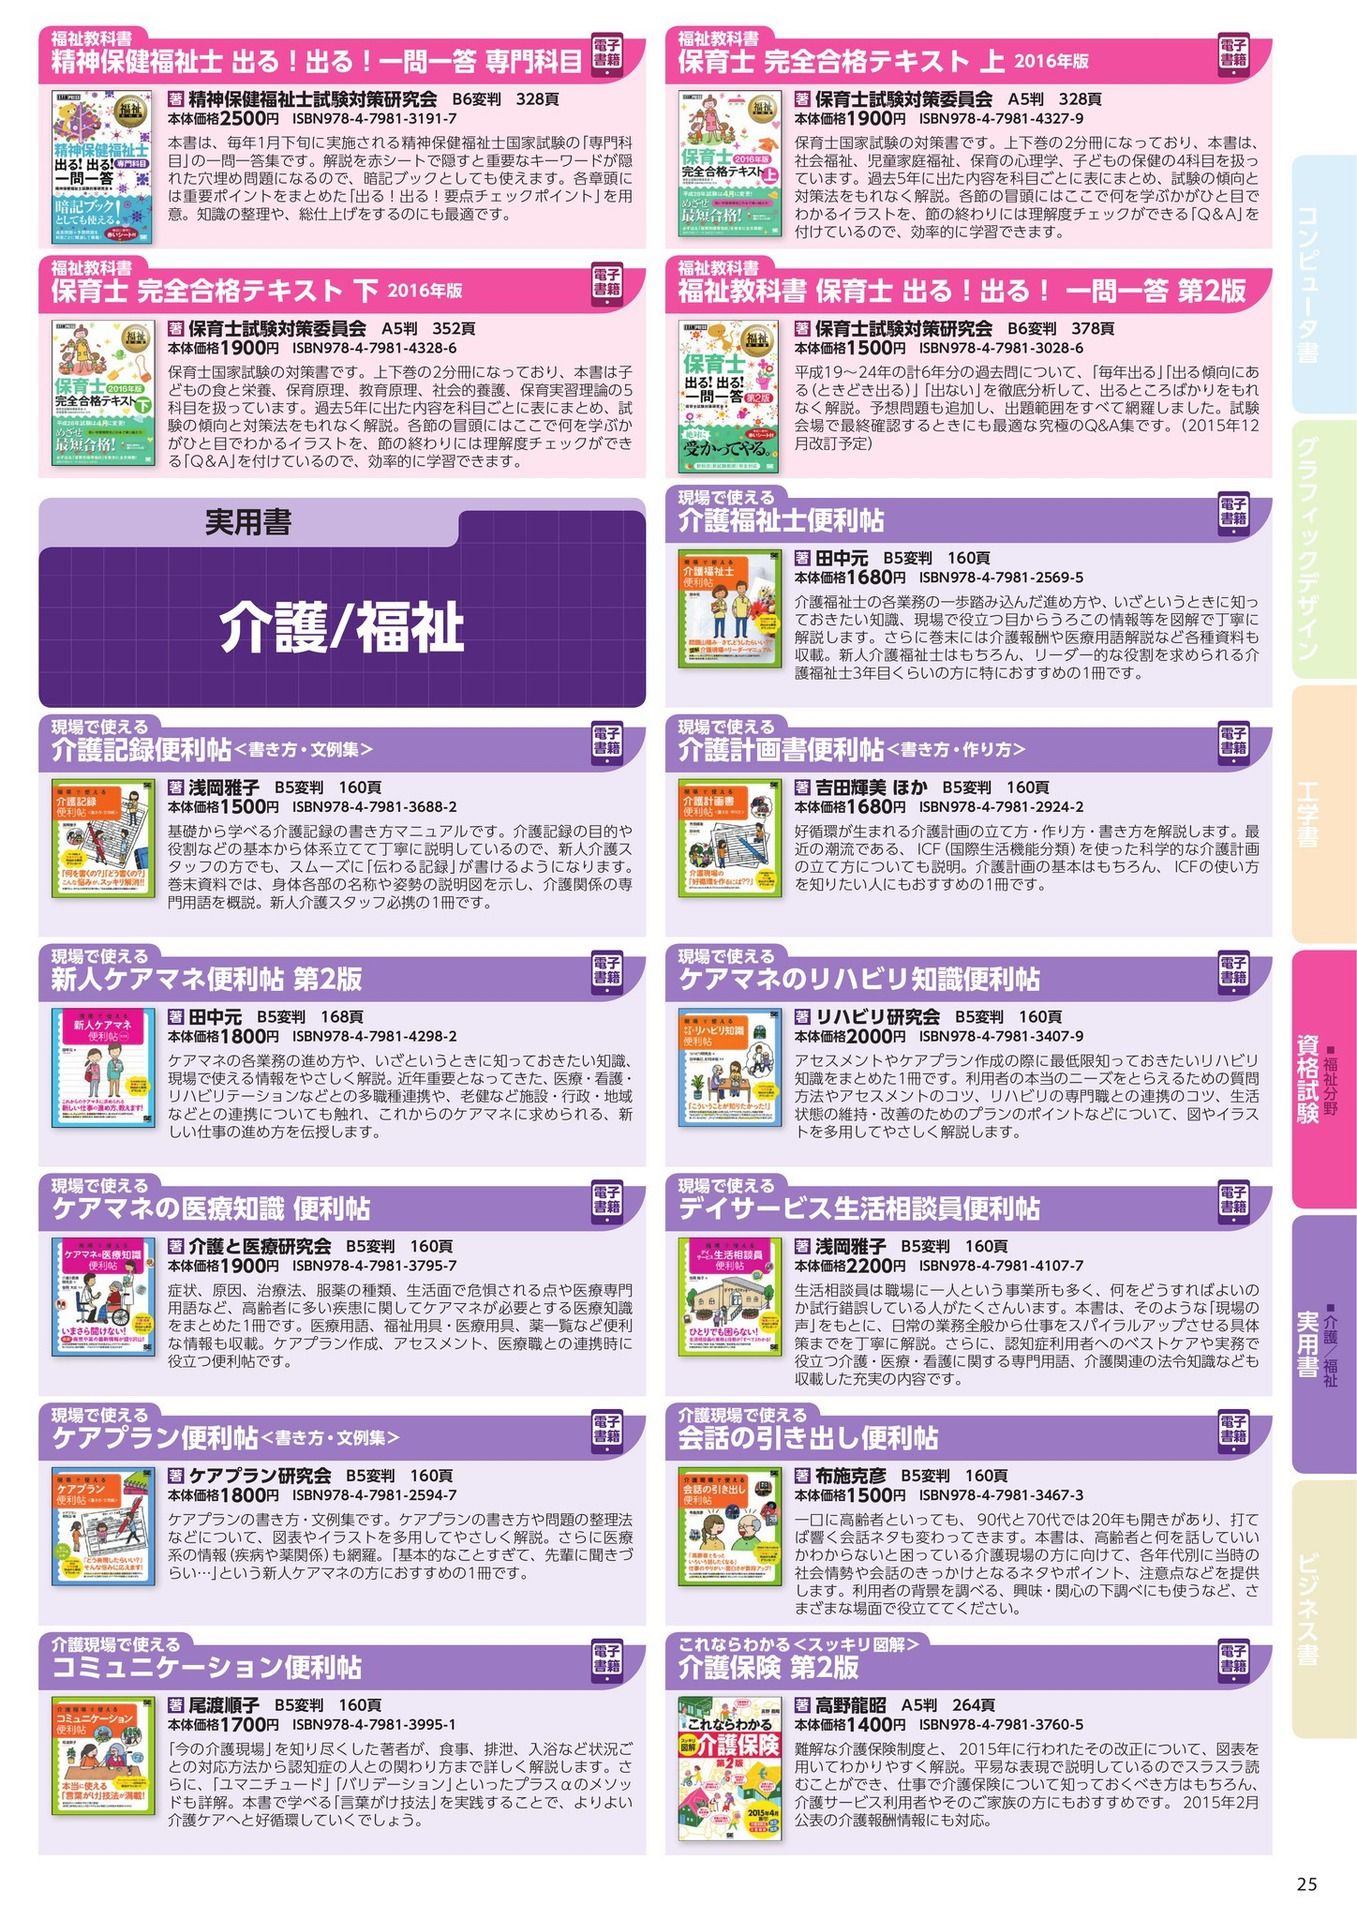 福祉教科書
精神保健福祉士 出る！出る！一問一答 専門科目
電子書籍
著 精神保健福祉士試験対策研究会 B6変判 328頁
本体価格2500円 ISBN978-4-7981-3191-7
本書は、毎年1月下旬に実施される精神保健福祉士国家試験の「専門科
目」の一問一答集です。解説を赤シートで隠すと重要なキーワードが隠
れた穴埋め問題になるので、暗記ブックとしても使えます。各章頭に
は重要ポイントをまとめた「出る！出る！要点チェックポイント」を用
意。知識の整理や、総仕上げをするのにも最適です。
福祉教科書
保育士 完全合格テキスト 上 2016年版
電子書籍
著 保育士試験対策委員会 A5判 328頁
本体価格1900円 ISBN978-4-7981-4327-9
保育士国家試験の対策書です。上下巻の2分冊になっており、本書は、
社会福祉、児童家庭福祉、保育の心理学、子どもの保健の4科目を扱っ
ています。過去5年に出た内容を科目ごとに表にまとめ、試験の傾向と
対策法をもれなく解説。各節の冒頭にはここで何を学ぶかがひと目で
わかるイラストを、節の終わりには理解度チェックができる「Q＆A」を
付けているので、効率的に学習できます。
福祉教科書
保育士 完全合格テキスト 下 2016年版
電子書籍
著 保育士試験対策委員会 A5判 352頁
本体価格1900円 ISBN978-4-7981-4328-6
保育士国家試験の対策書です。上下巻の2分冊になっており、本書は子
どもの食と栄養、保育原理、教育原理、社会的養護、保育実習理論の5
科目を扱っています。過去5年に出た内容を科目ごとに表にまとめ、試
験の傾向と対策法をもれなく解説。各節の冒頭にはここで何を学ぶか
がひと目でわかるイラストを、節の終わりには理解度チェックができ
る「Q＆A」を付けているので、効率的に学習できます。
福祉教科書
福祉教科書 保育士 出る！出る！ 一問一答 第2版
著 保育士試験対策研究会 B6変判 378頁
本体価格1500円 ISBN978-4-7981-3028-6
平成19〜24年の計6年分の過去問について、「毎年出る」「出る傾向にあ
る（ときどき出る）」「出ない」を徹底分析して、出るところばかりをもれ
なく解説。予想問題も追加し、出題範囲をすべて網羅しました。試験
会場で最終確認するときにも最適な究極のQ&A集です。（2015年12
月改訂予定）
実用書
介護/福祉
現場で使える
介護福祉士便利帖
電子書籍
著 田中元 B5変判 160頁
本体価格1680円 ISBN978-4-7981-2569-5
介護福祉士の各業務の一歩踏み込んだ進め方や、いざというときに知っ
ておきたい知識、現場で役立つ目からうろこの情報等を図解で丁寧に
解説します。さらに巻末には介護報酬や医療用語解説など各種資料も
収載。新人介護福祉士はもちろん、リーダー的な役割を求められる介
護福祉士3年目くらいの方に特におすすめの1冊です。
現場で使える
介護記録便利帖＜書き方・文例集＞
電子書籍
著 浅岡雅子 B5変判 160頁
本体価格1500円 ISBN978-4-7981-3688-2
基礎から学べる介護記録の書き方マニュアルです。介護記録の目的や
役割などの基本から体系立てて丁寧に説明しているので、新人介護ス
タッフの方でも、スムーズに「伝わる記録」が書けるようになります。
巻末資料では、身体各部の名称や姿勢の説明図を示し、介護関係の専
門用語を概説。新人介護スタッフ必携の1冊です。
現場で使える
介護計画書便利帖＜書き方・作り方＞
電子書籍
著 吉田輝美 ほか B5変判 160頁
本体価格1680円 ISBN978-4-7981-2924-2
好循環が生まれる介護計画の立て方・作り方・書き方を解説します。最
近の潮流である、ICF（国際生活機能分類）を使った科学的な介護計画
の立て方についても説明。介護計画の基本はもちろん、ICFの使い方
を知りたい人にもおすすめの1冊です。
現場で使える
新人ケアマネ便利帖 第2版
電子書籍
著 田中元 B5変判 168頁
本体価格1800円 ISBN978-4-7981-4298-2
ケアマネの各業務の進め方や、いざというときに知っておきたい知識、
現場で使える情報をやさしく解説。近年重要となってきた、医療・看護・
リハビリテーションなどとの多職種連携や、老健など施設・行政・地域
などとの連携についても触れ、これからのケアマネに求められる、新
しい仕事の進め方を伝授します。
現場で使える
ケアマネのリハビリ知識便利帖
電子書籍
著 リハビリ研究会 B5変判 160頁
本体価格2000円 ISBN978-4-7981-3407-9
アセスメントやケアプラン作成の際に最低限知っておきたいリハビリ
知識をまとめた1冊です。利用者の本当のニーズをとらえるための質問
方法やアセスメントのコツ、リハビリの専門職との連携のコツ、生活
状態の維持・改善のためのプランのポイントなどについて、図やイラス
トを多用してやさしく解説します。
現場で使える
ケアマネの医療知識 便利帖
電子書籍
著 介護と医療研究会 B5変判 160頁
本体価格1900円 ISBN978-4-7981-3795-7
症状、原因、治療法、服薬の種類、生活面で危惧される点や医療専門
用語など、高齢者に多い疾患に関してケアマネが必要とする医療知識
をまとめた1冊です。医療用語、福祉用具・医療用具、薬一覧など便利
な情報も収載。ケアプラン作成、アセスメント、医療職との連携時に
役立つ便利帖です。
現場で使える
デイサービス生活相談員便利帖
電子書籍
著 浅岡雅子 B5変判 160頁
本体価格2200円 ISBN978-4-7981-4107-7
生活相談員は職場に一人という事業所も多く、何をどうすればよいの
か試行錯誤している人がたくさんいます。本書は、そのような「現場の
声」をもとに、日常の業務全般から仕事をスパイラルアップさせる具体
策までを丁寧に解説。さらに、認知症利用者へのベストケアや実務で
役立つ介護・医療・看護に関する専門用語、介護関連の法令知識なども
収載した充実の内容です。
現場で使える
ケアプラン便利帖＜書き方・文例集＞
電子書籍
著 ケアプラン研究会 B5変判 160頁
本体価格1800円 ISBN978-4-7981-2594-7
ケアプランの書き方・文例集です。ケアプランの書き方や問題の整理法
などについて、図表やイラストを多用してやさしく解説。さらに医療
系の情報（疾病や薬関係）も網羅。「基本的なことすぎて、先輩に聞きづ
らい…」という新人ケアマネの方におすすめの1冊です。
介護現場で使える
会話の引き出し便利帖
電子書籍
著 布施克彦 B5変判 160頁
本体価格1500円 ISBN978-4-7981-3467-3
一口に高齢者といっても、90代と70代では20年も開きがあり、打て
ば響く会話ネタも変わってきます。本書は、高齢者と何を話していい
かわからないと困っている介護現場の方に向けて、各年代別に当時の
社会情勢や会話のきっかけとなるネタやポイント、注意点などを提供
します。利用者の背景を調べる、興味・関心の下調べにも使うなど、さ
まざまな場面で役立ててください。
介護現場で使える
コミュニケーション便利帖
電子書籍
著 尾渡順子 B5変判 160頁
本体価格1700円 ISBN978-4-7981-3995-1
「今の介護現場」を知り尽くした著者が、食事、排泄、入浴など状況ご
との対応方法から認知症の人との関わり方まで詳しく解説します。さ
らに、「ユマニチュード」「バリデーション」といったプラスαのメソッ
ドも詳解。本書で学べる「言葉がけ技法」を実践することで、よりよい
介護ケアへと好循環していくでしょう。
これならわかる＜スッキリ図解＞
介護保険 第2版
電子書籍
著 高野龍昭 A5判 264頁
本体価格1400円 ISBN978-4-7981-3760-5
難解な介護保険制度と、2015年に行われたその改正について、図表を
用いてわかりやすく解説。平易な表現で説明しているのでスラスラ読
むことができ、仕事で介護保険について知っておくべき方はもちろん、
介護サービス利用者やそのご家族の方にもおすすめです。2015年2月
公表の介護報酬情報にも対応。
コンピュータ書
グラフィックデザイン
工学書
■福祉分野
資格試験
■介護／福祉
実用書
ビジネス書
25